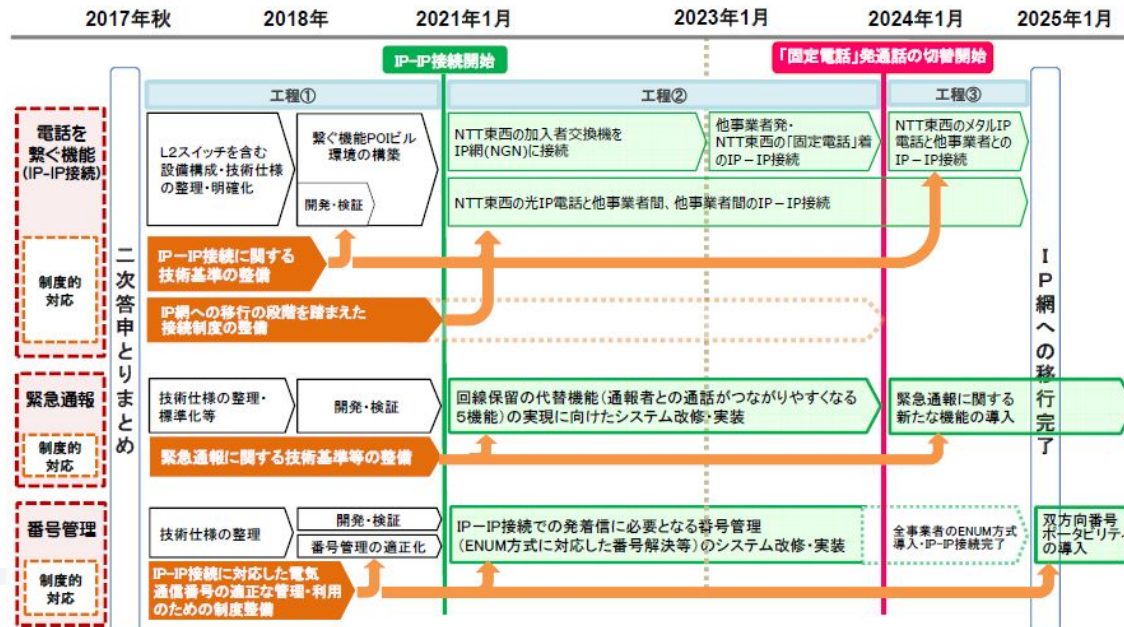 2017年秋
2018年
2021年1月
2023年1月
2024年1月
2025年1月
IP-IP接続開始
「固定電話」発通話の切替開始
工程①
工程②
工程③
電話を
繋ぐ機能
(IP-IP接続)
L2スイッチを含む
設備構成・技術仕様
の整理・明確化
繋ぐ機能POIビル
環境の構築
開発・検証
NTT東西の加入者交換機を
IP網(NGN)に接続
他事業者発・
NTT東西の「固定電話」着
のIP－IP接続
NTT東西のメタルIP
電話と他事業者との
IP－IP接続
NTT東西の光IP電話と他事業者間、他事業者間のIP－IP接続
制度的
対応
IP－IP接続に関する
技術基準の整備
IP網への移行の段階を踏まえた
接続制度の整備
二次答申とりまとめ
IP網への移行完了
緊急通報
技術仕様の整理・
標準化等
開発・検証
回線保留の代替機能(通報者との通話がつながりやすくなる
5機能)の実現に向けたシステム改修・実装
緊急通報に関する
新たな機能の導入
制度的
対応
緊急通報に関する技術基準等の整備
番号管理
技術仕様の整理
開発・検証
番号管理の適正化
IP－IP接続での発着信に必要となる番号管理
(ENUM方式に対応した番号解決等)のシステム改修・実装
全事業者のENUM方式
導入・IP-IP接続完了
双方向番号
ポータビリティ
の導入
制度的
対応
IP-IP接続に対応した電気
通信番号の適正な管理・利用
のための制度整備